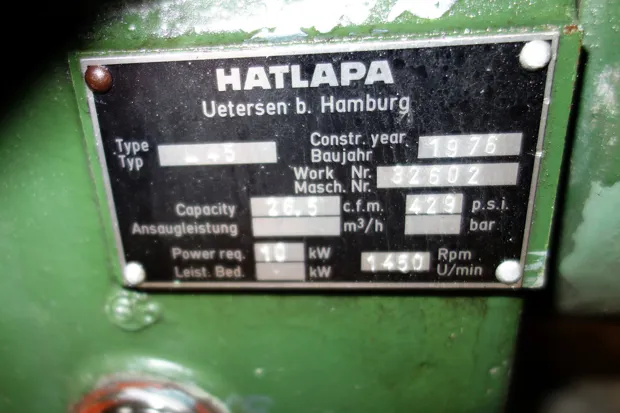 HATLAPA
Uetersen b. Hamburg
Type
Typ L45
Constr. year
Baujahr 1976
Work Nr.
Masch. Nr. 32602
Capacity 26,5 c.f.m. 429 p.s.i.
Ansaugleistung m³/h bar
Power req. 10 kW
Leist. Bed. - kW
1450 Rpm
U/min